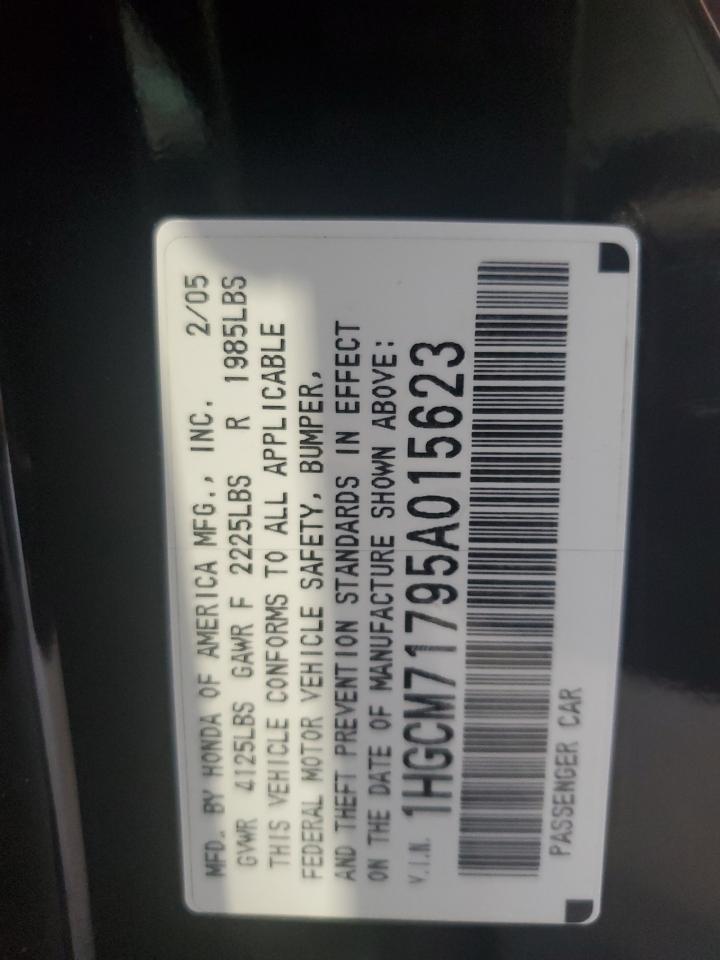 MFD. BY HONDA OF AMERICA MFG., INC. 2/05
GVWR 4125LBS GAWR F 2225LBS R 1985LBS
THIS VEHICLE CONFORMS TO ALL APPLICABLE
FEDERAL MOTOR VEHICLE SAFETY, BUMPER,
AND THEFT PREVENTION STANDARDS IN EFFECT
ON THE DATE OF MANUFACTURE SHOWN ABOVE:
V.I.N. 1HGCM71795A015623
PASSENGER CAR